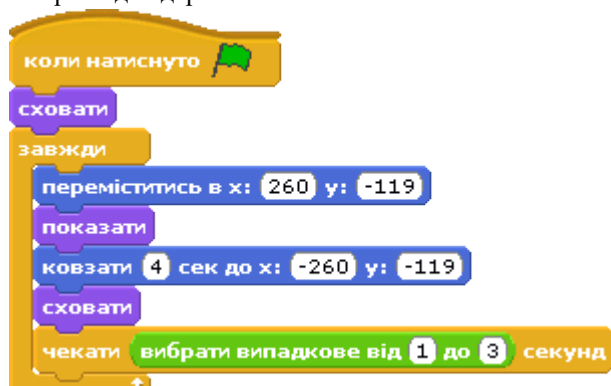 коли натиснуто
сховати
завжди
переміститись в x: 260 y: -119
показати
ковзати 4 сек до x: -260 y: -119
сховати
чекати вибрати випадкове від 1 до 3 секунд